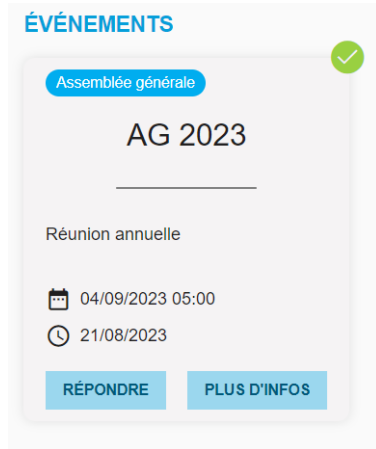 ÉVÉNEMENTS
Assemblée générale
AG 2023
Réunion annuelle
04/09/2023 05:00
21/08/2023
RÉPONDRE PLUS D'INFOS